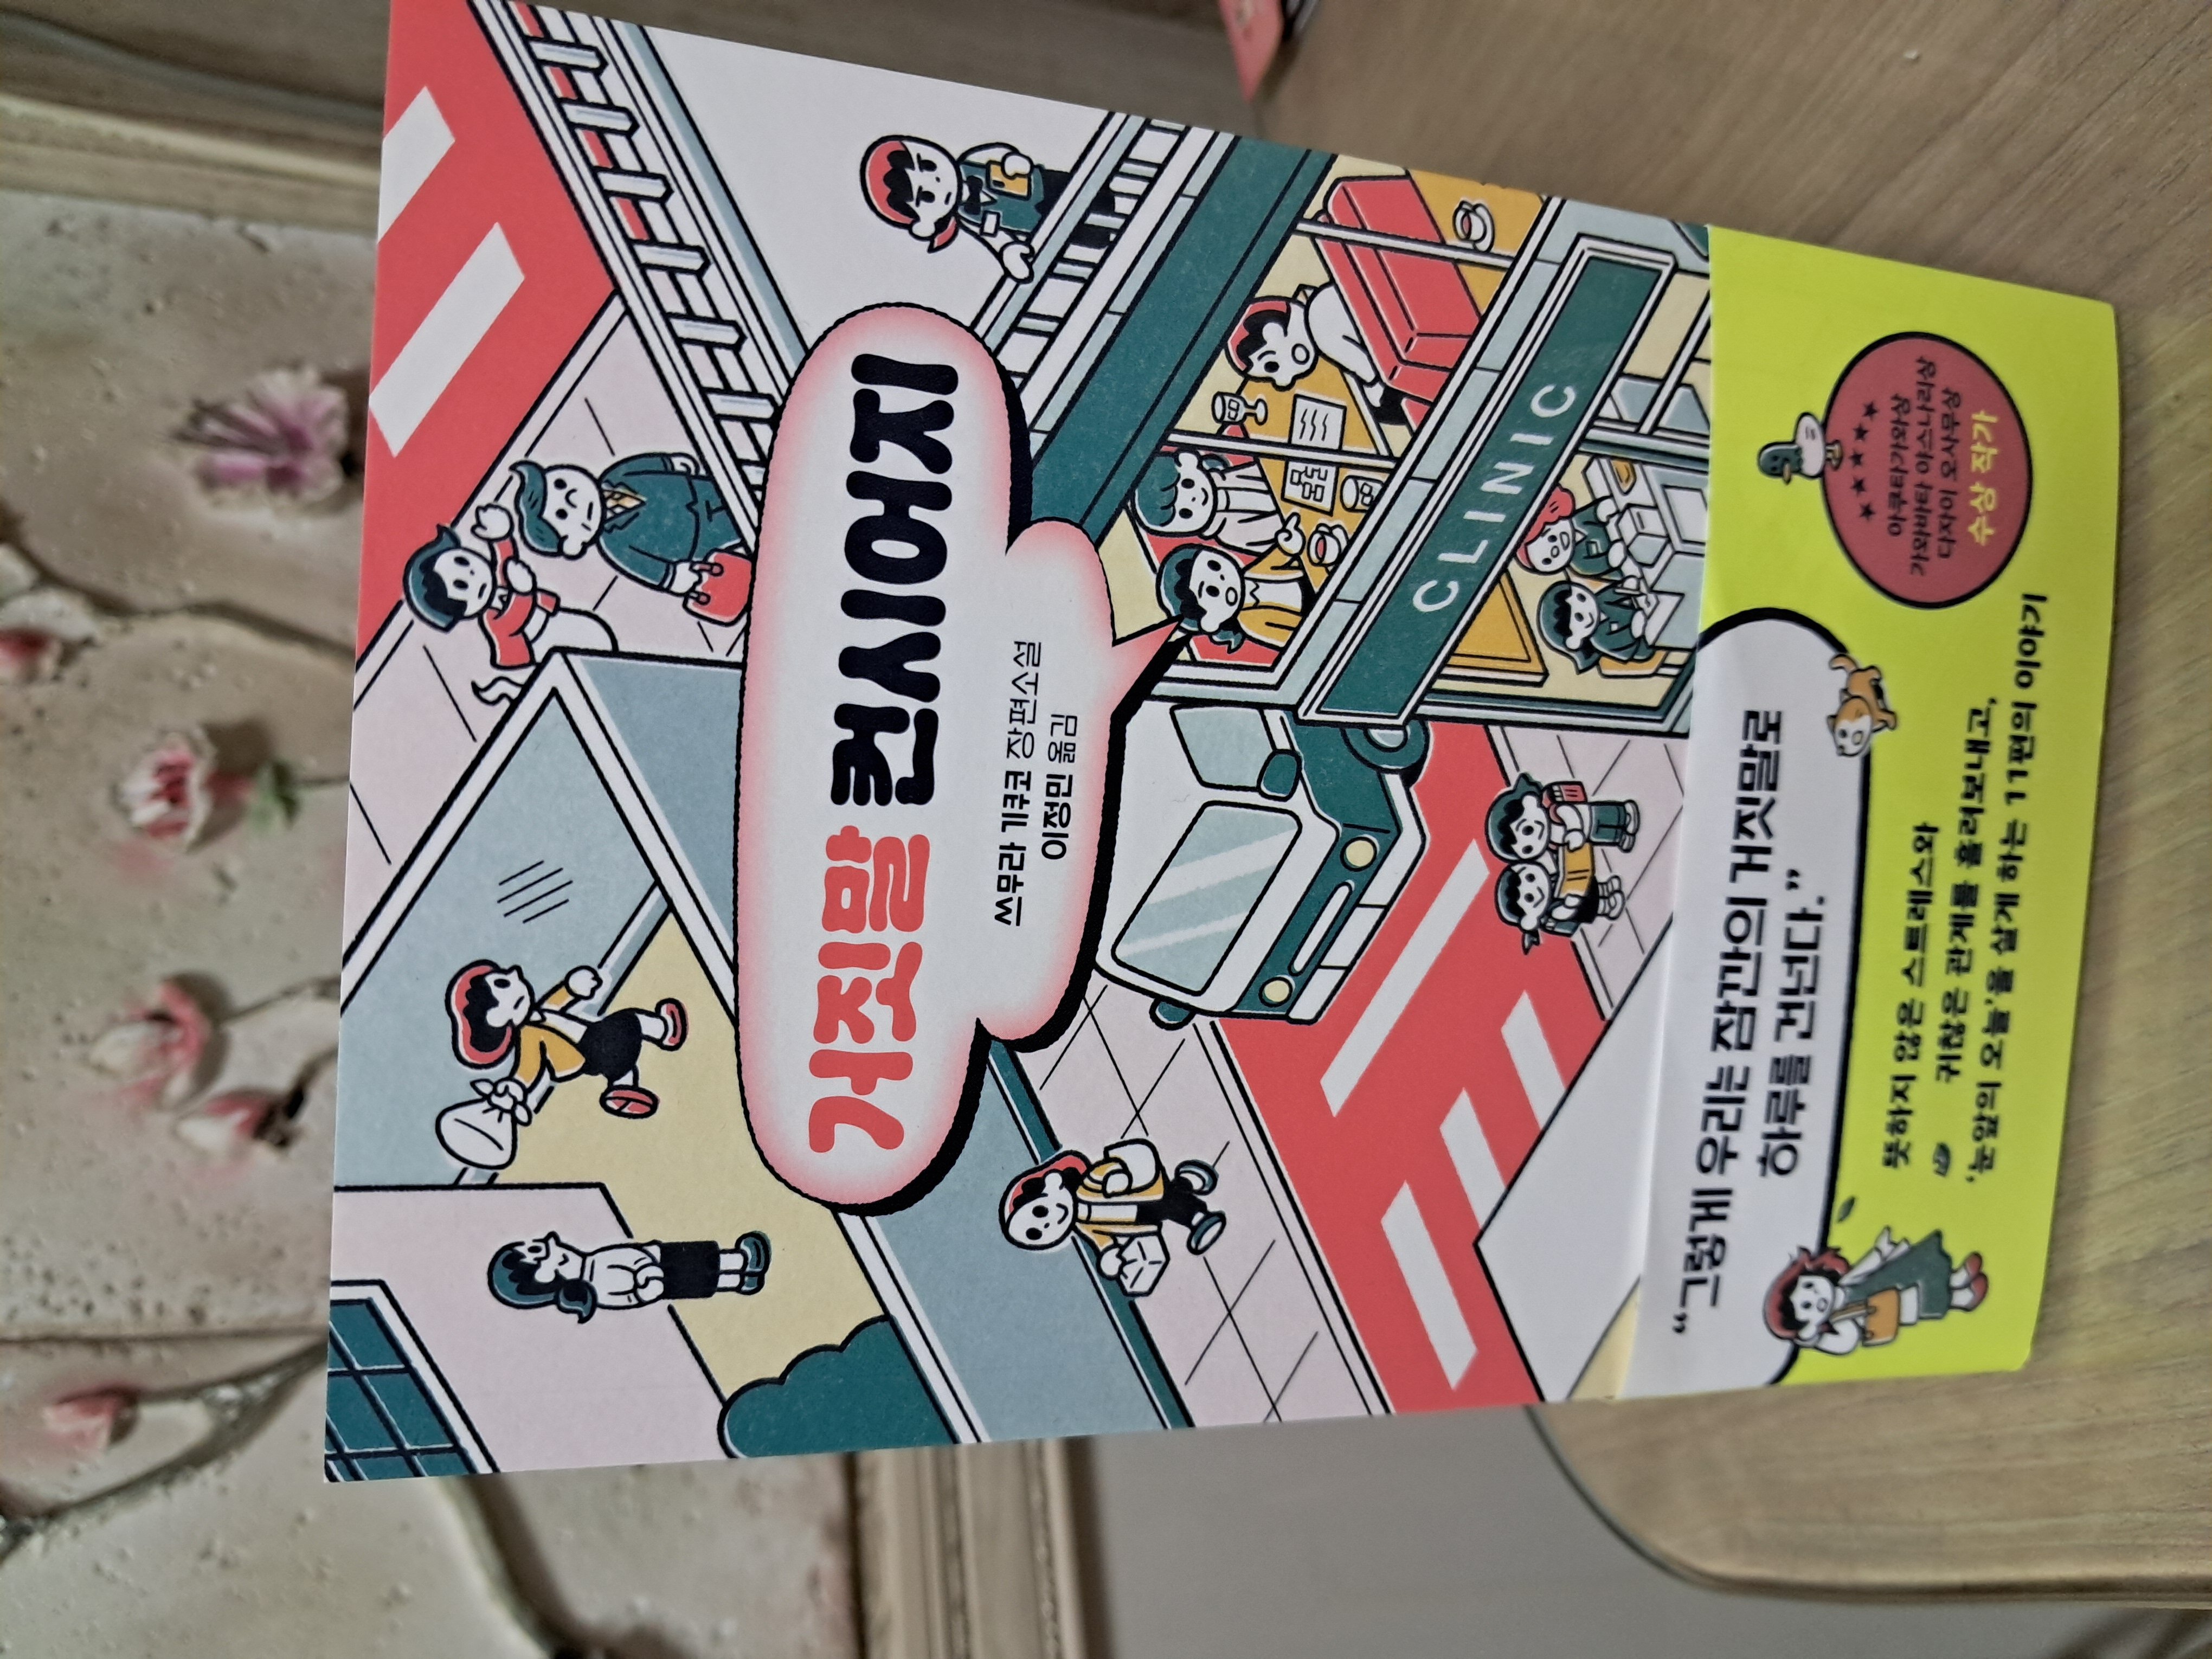 거짓말 컨시어지
쓰무라 기쿠코 장편소설
이정민 옮김
CLINIC
“그렇게 우리는 잠깐의 거짓말로
하루를 건넌다.”
뜻하지 않은 스트레스와
귀찮은 관계를 흘려보내고,
‘눈앞의 오늘’을 살게 하는 11편의 이야기
★★★★★
아쿠타가와상
가와바타 야스나리상
다자이 오사무상
수상 작가